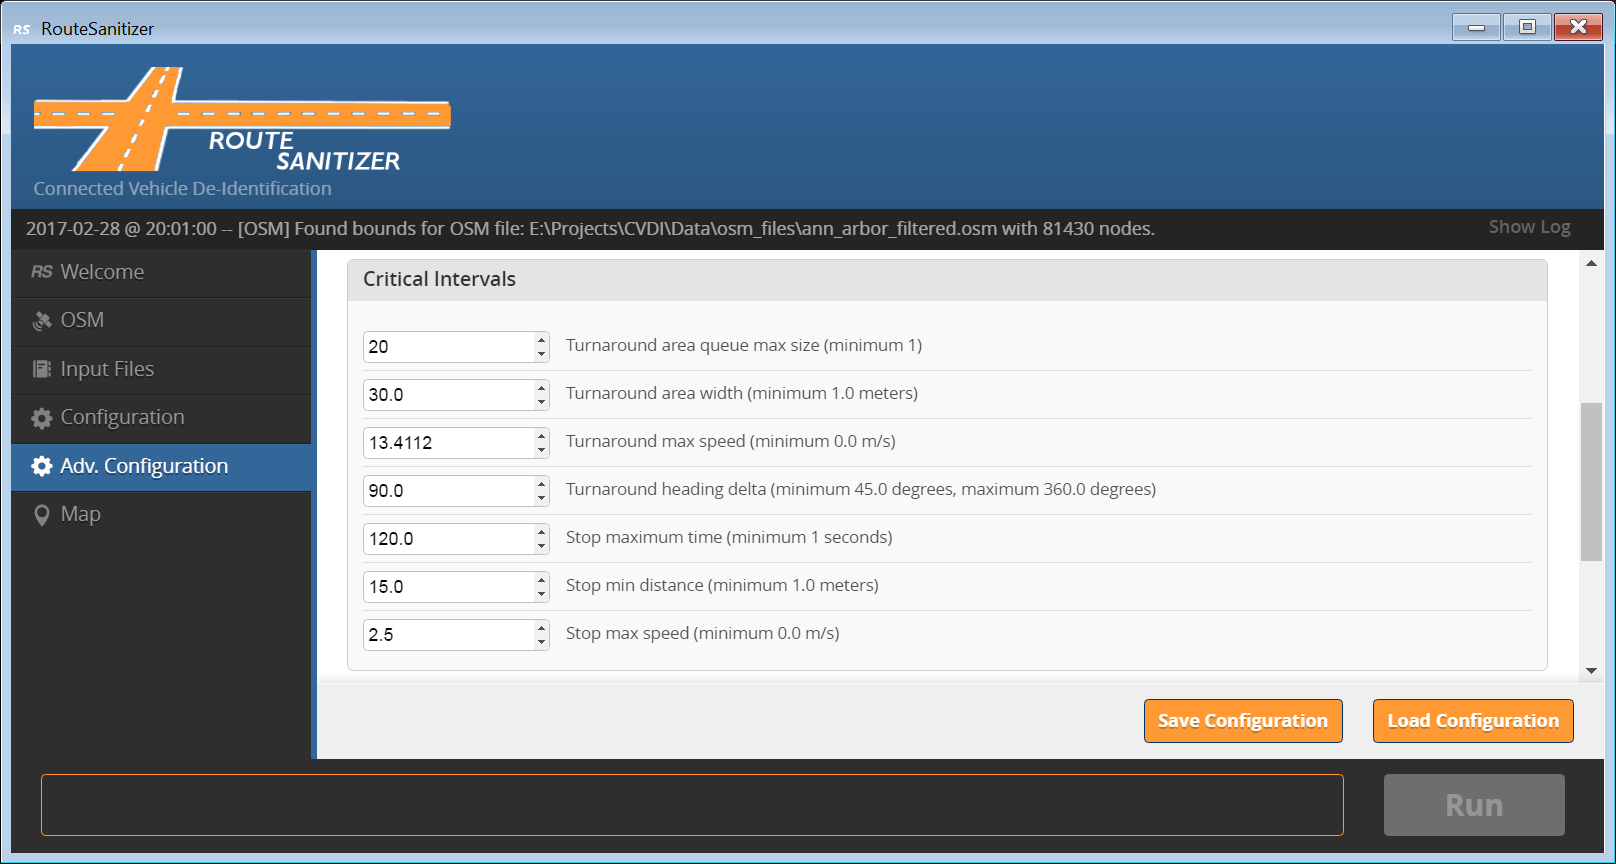 RS RouteSanitizer
ROUTE
SANITIZER
Connected Vehicle De-Identification
2017-02-28 @ 20:01:00 -- [OSM] Found bounds for OSM file: E:\Projects\CVDI\Data\osm_files\ann_arbor_filtered.osm with 81430 nodes.
Show Log
RS Welcome
OSM
Input Files
Configuration
Adv. Configuration
Map
Critical Intervals
20 Turnaround area queue max size (minimum 1)
30.0 Turnaround area width (minimum 1.0 meters)
13.4112 Turnaround max speed (minimum 0.0 m/s)
90.0 Turnaround heading delta (minimum 45.0 degrees, maximum 360.0 degrees)
120.0 Stop maximum time (minimum 1 seconds)
15.0 Stop min distance (minimum 1.0 meters)
2.5 Stop max speed (minimum 0.0 m/s)
Save Configuration
Load Configuration
Run